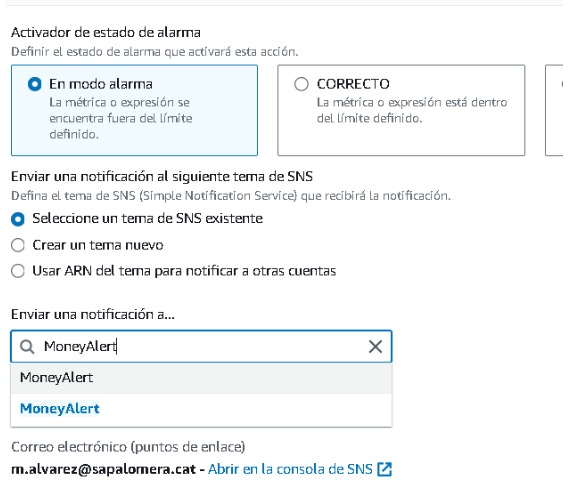 Activador de estado de alarma
Definir el estado de alarma que activará esta acción.
En modo alarma
La métrica o expresión se
encuentra fuera del límite
definido.
CORRECTO
La métrica o expresión está dentro
del límite definido.
Enviar una notificación al siguiente tema de SNS
Defina el tema de SNS (Simple Notification Service) que recibirá la notificación.
Seleccione un tema de SNS existente
Crear un tema nuevo
Usar ARN del tema para notificar a otras cuentas
Enviar una notificación a...
MoneyAlert
MoneyAlert
MoneyAlert
Correo electrónico (puntos de enlace)
m.alvarez@sapalomera.cat - Abrir en la consola de SNS